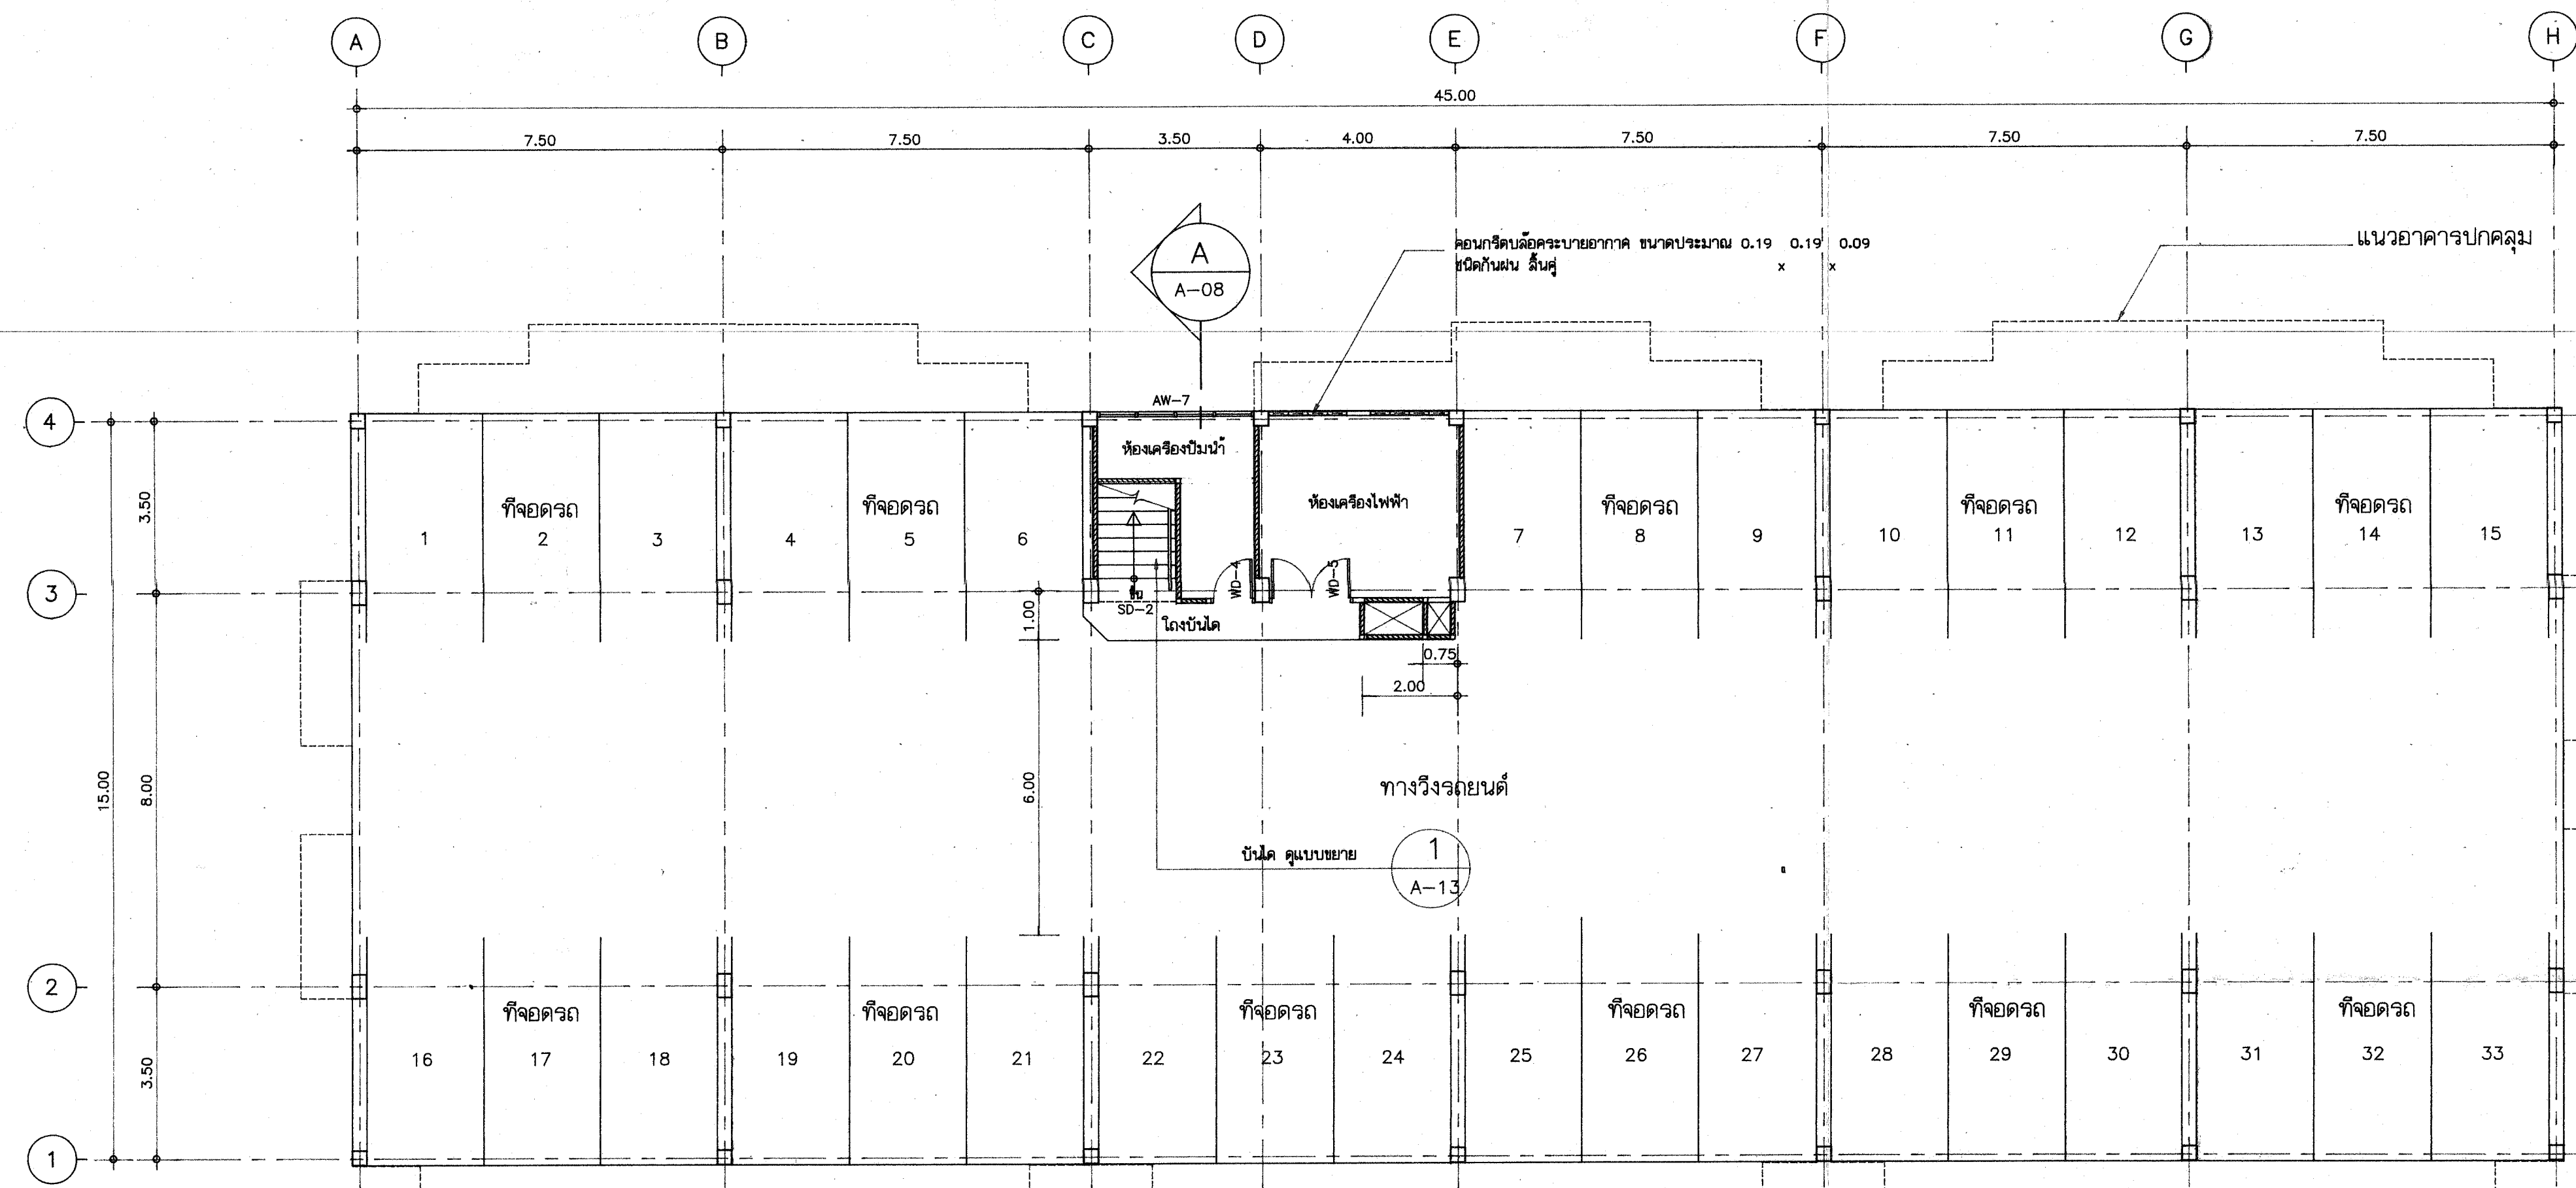 A B C D E F G H
45.00
7.50 7.50 3.50 4.00 7.50 7.50 7.50
แนวอาคารปกคลุม
คอนกรีตบล๊อคระบายอากาศ ขนาดประมาณ 0.19 0.19 0.09
ชนิดกันฝน ลิ้นคู่ x x
A
A-08
AW-7
4
ห้องเครื่องปั๊มน้ำ
ห้องเครื่องไฟฟ้า
3.50
ที่จอดรถ ที่จอดรถ ที่จอดรถ ที่จอดรถ ที่จอดรถ
1 2 3 4 5 6 7 8 9 10 11 12 13 14 15
3
WD-4 WD-5
ขึ้น
SD-2
โถงบันได
1.00
0.75
2.00
15.00
8.00
6.00
ทางวิ่งรถยนต์
บันได ดูแบบขยาย
1
A-13
2
ที่จอดรถ ที่จอดรถ ที่จอดรถ ที่จอดรถ ที่จอดรถ ที่จอดรถ
16 17 18 19 20 21 22 23 24 25 26 27 28 29 30 31 32 33
3.50
1